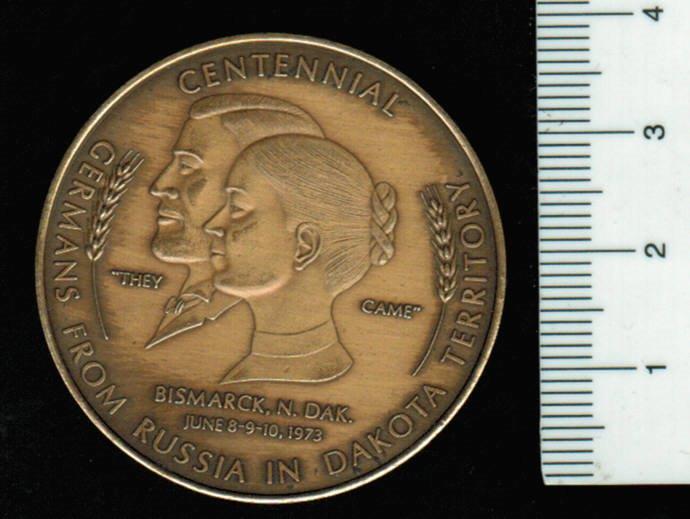 CENTENNIAL
GERMANS FROM RUSSIA IN DAKOTA TERRITORY
"THEY
CAME"
BISMARCK, N. DAK.
JUNE 8-9-10, 1973
4
3
2
1